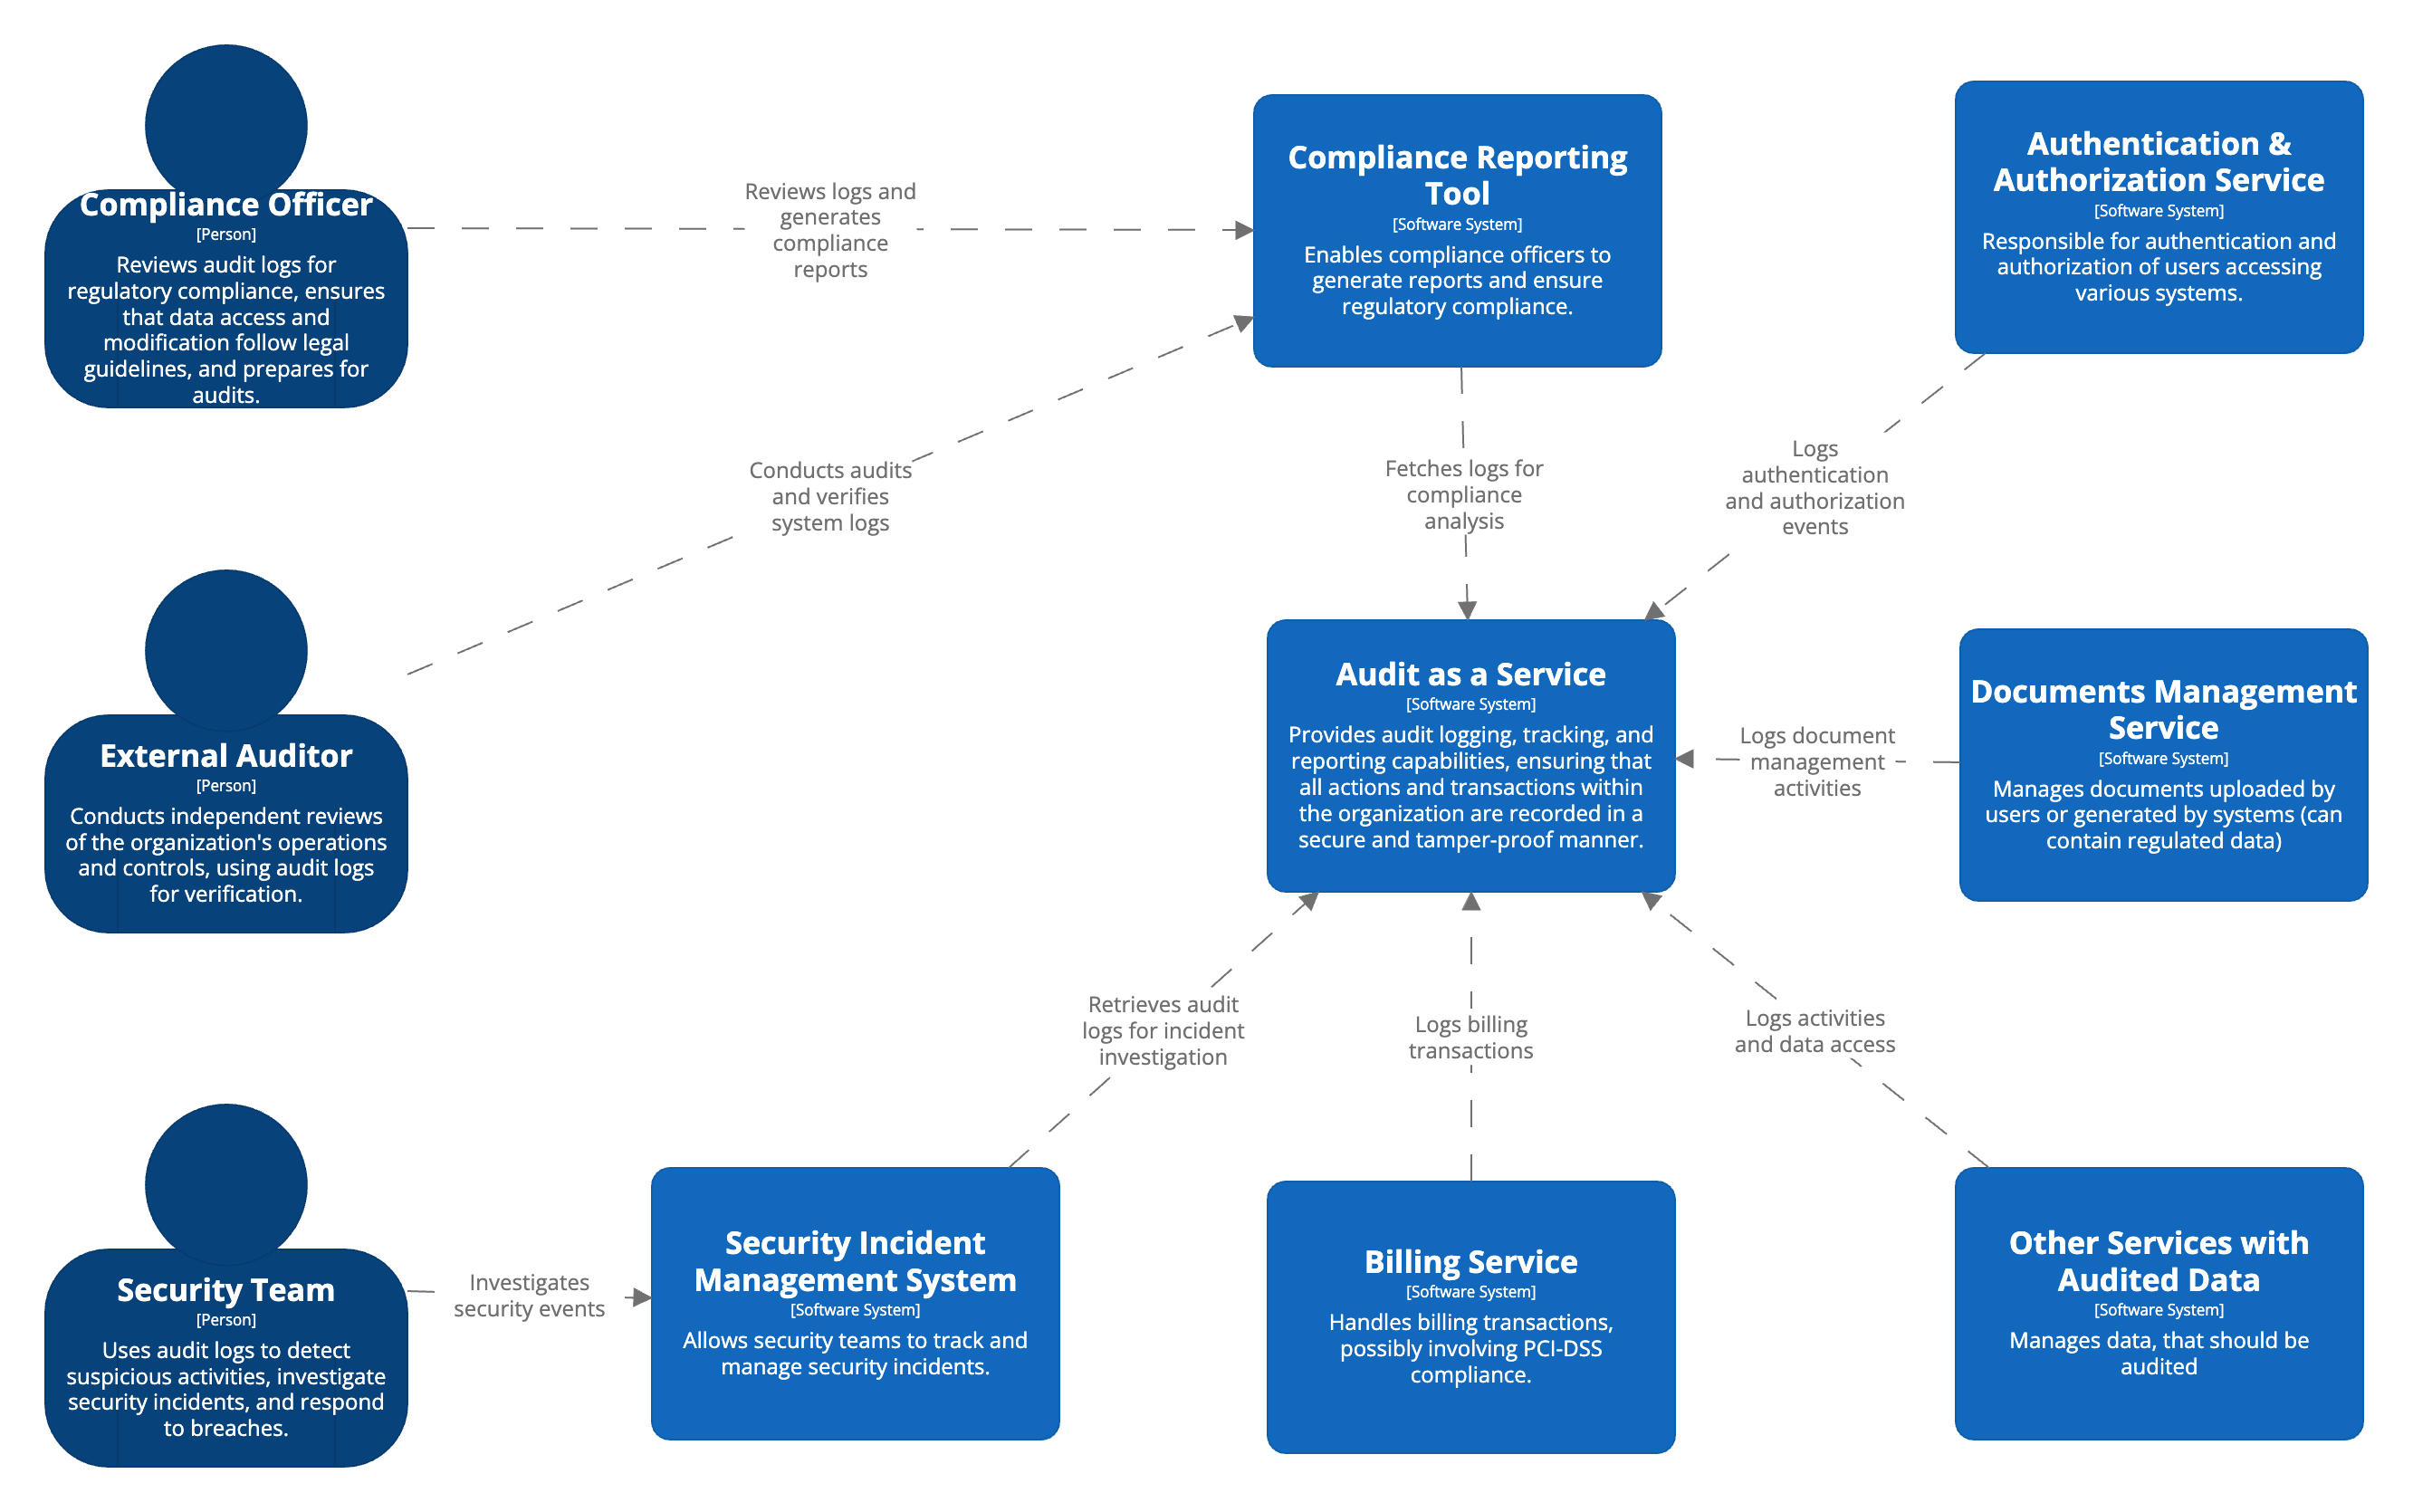 Compliance Officer
[Person]
Reviews audit logs for
regulatory compliance, ensures
that data access and
modification follow legal
guidelines, and prepares for
audits.
Reviews logs and
generates
compliance
reports
Compliance Reporting
Tool
[Software System]
Enables compliance officers to
generate reports and ensure
regulatory compliance.
Authentication &
Authorization Service
[Software System]
Responsible for authentication and
authorization of users accessing
various systems.
Conducts audits
and verifies
system logs
Fetches logs for
compliance
analysis
Logs
authentication
and authorization
events
External Auditor
[Person]
Conducts independent reviews
of the organization's operations
and controls, using audit logs
for verification.
Audit as a Service
[Software System]
Provides audit logging, tracking, and
reporting capabilities, ensuring that
all actions and transactions within
the organization are recorded in a
secure and tamper-proof manner.
Logs document
management
activities
Documents Management
Service
[Software System]
Manages documents uploaded by
users or generated by systems (can
contain regulated data)
Retrieves audit
logs for incident
investigation
Logs billing
transactions
Logs activities
and data access
Security Team
[Person]
Uses audit logs to detect
suspicious activities, investigate
security incidents, and respond
to breaches.
Investigates
security events
Security Incident
Management System
[Software System]
Allows security teams to track and
manage security incidents.
Billing Service
[Software System]
Handles billing transactions,
possibly involving PCI-DSS
compliance.
Other Services with
Audited Data
[Software System]
Manages data, that should be
audited